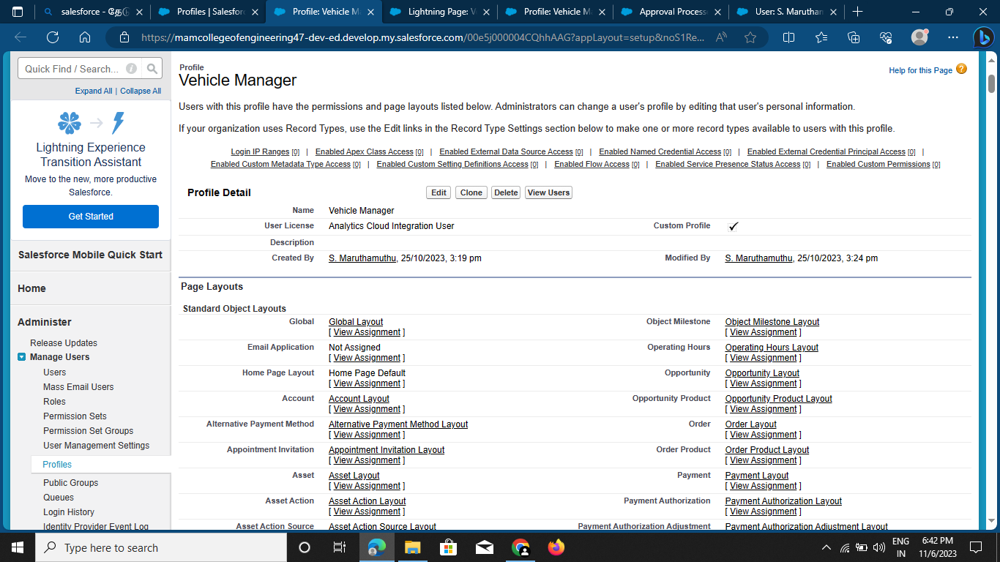 salesforce - தே
Profiles | Salesfor
Profile: Vehicle M
Lightning Page: V
Profile: Vehicle M
Approval Process
User: S. Maruthan
https://mamcollegeofengineering47-dev-ed.develop.my.salesforce.com/00e5j000004CQhhAAG?appLayout=setup&noS1Re...
Quick Find / Search...
Expand All | Collapse All
Lightning Experience
Transition Assistant
Move to the new, more productive
Salesforce.
Get Started
Salesforce Mobile Quick Start
Home
Administer
Release Updates
Manage Users
Users
Mass Email Users
Roles
Permission Sets
Permission Set Groups
User Management Settings
Profiles
Public Groups
Queues
Login History
Identity Provider Event Log
Profile
Vehicle Manager
Help for this Page
Users with this profile have the permissions and page layouts listed below. Administrators can change a user's profile by editing that user's personal information.
If your organization uses Record Types, use the Edit links in the Record Type Settings section below to make one or more record types available to users with this profile.
Login IP Ranges [0] | Enabled Apex Class Access [0] | Enabled External Data Source Access [0] | Enabled Named Credential Access [0] | Enabled External Credential Principal Access [0] |
Enabled Custom Metadata Type Access [0] | Enabled Custom Setting Definitions Access [0] | Enabled Flow Access [0] | Enabled Service Presence Status Access [0] | Enabled Custom Permissions [0]
Profile Detail Edit Clone Delete View Users
Name Vehicle Manager
User License Analytics Cloud Integration User Custom Profile ✓
Description
Created By S. Maruthamuthu, 25/10/2023, 3:19 pm Modified By S. Maruthamuthu, 25/10/2023, 3:24 pm
Page Layouts
Standard Object Layouts
Global Global Layout Object Milestone Object Milestone Layout
[ View Assignment ] [ View Assignment ]
Email Application Not Assigned Operating Hours Operating Hours Layout
[ View Assignment ] [ View Assignment ]
Home Page Layout Home Page Default Opportunity Opportunity Layout
[ View Assignment ] [ View Assignment ]
Account Account Layout Opportunity Product Opportunity Product Layout
[ View Assignment ] [ View Assignment ]
Alternative Payment Method Alternative Payment Method Layout Order Order Layout
[ View Assignment ] [ View Assignment ]
Appointment Invitation Appointment Invitation Layout Order Product Order Product Layout
[ View Assignment ] [ View Assignment ]
Asset Asset Layout Payment Payment Layout
[ View Assignment ] [ View Assignment ]
Asset Action Asset Action Layout Payment Authorization Payment Authorization Layout
[ View Assignment ] [ View Assignment ]
Asset Action Source Asset Action Source Layout Payment Authorization Adjustment Payment Authorization Adjustment Layout
Type here to search
ENG
IN
6:42 PM
11/6/2023